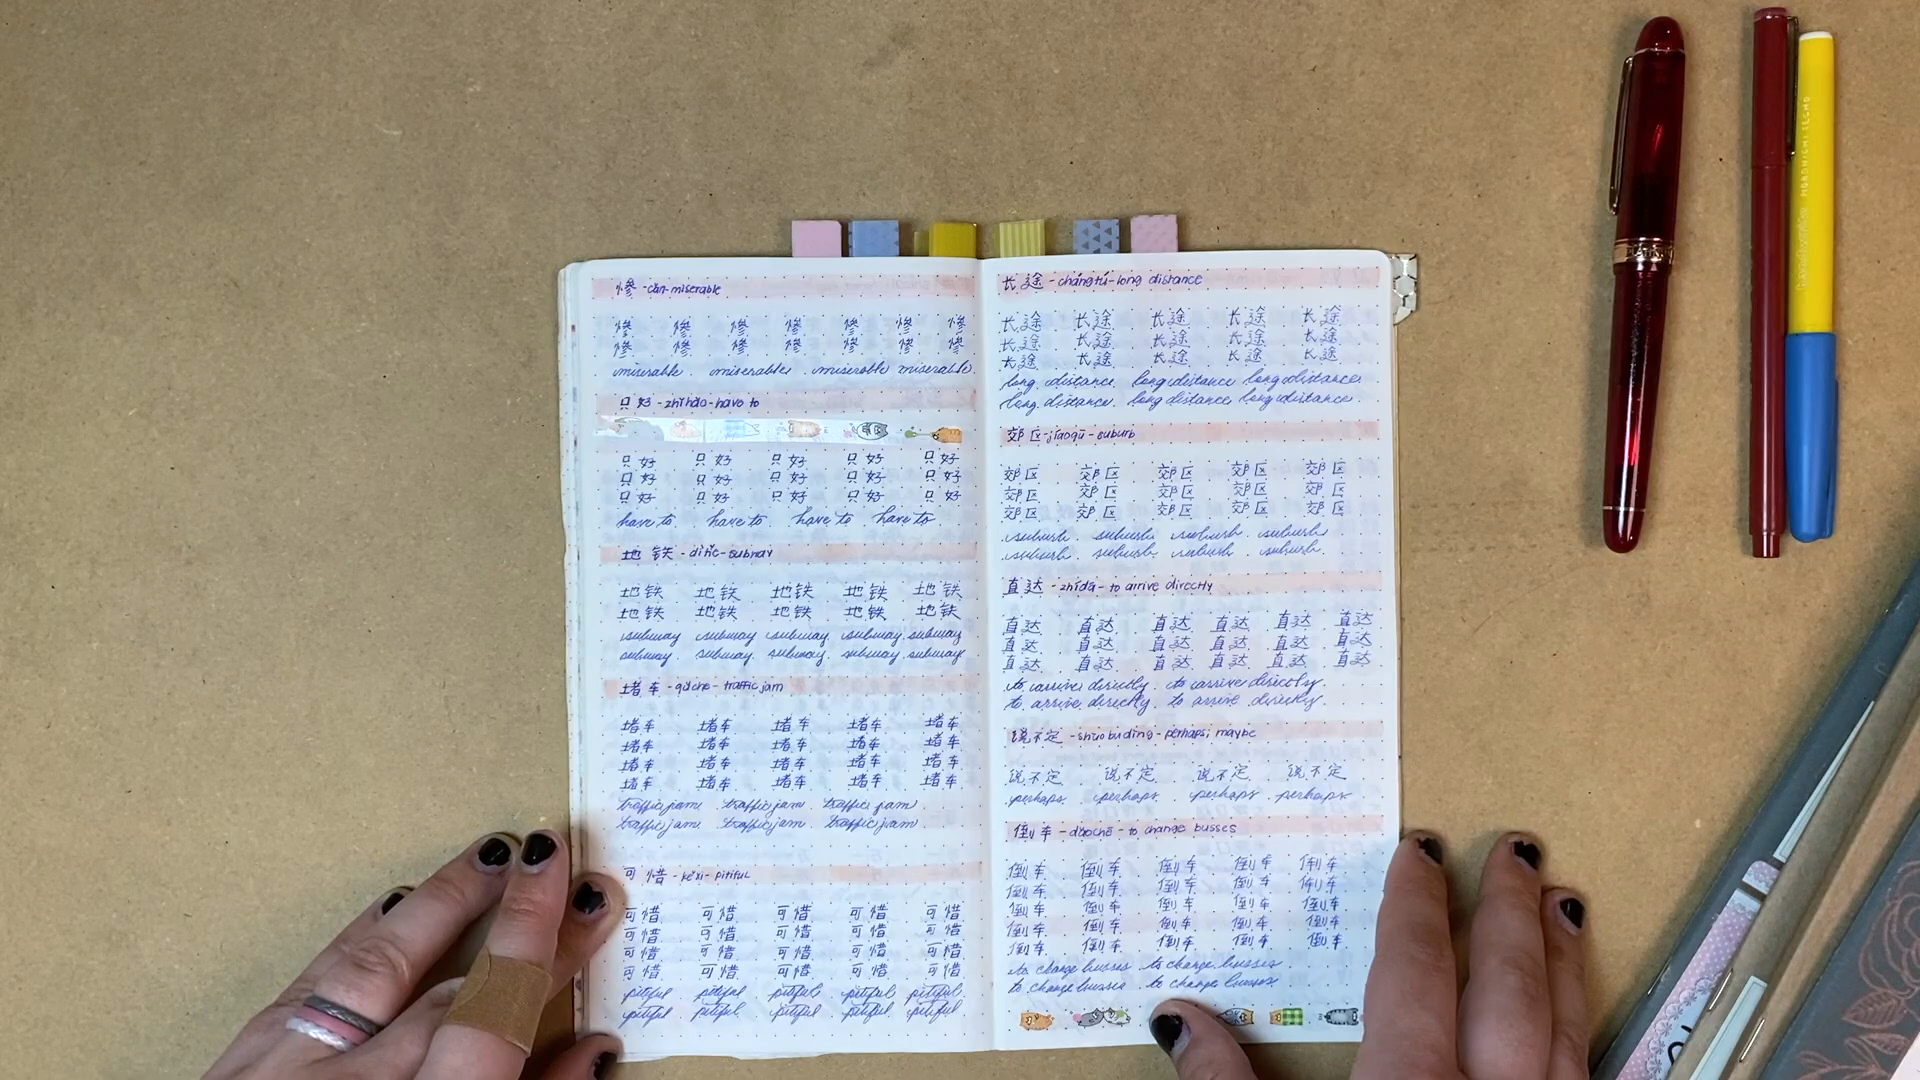 惨 -cǎn-miserable
惨 惨 惨 惨 惨 惨 惨
惨 惨 惨 惨 惨 惨 惨
miserable. miserable. miserable miserable.
只好 - zhǐhǎo - have to
只好 只好 只好 只好 只好
只好 只好 只好 只好 只好
只好 只好 只好 只好 只好
have to. have to. have to. have to
地铁 - dìtiě - subway
地铁 地铁 地铁 地铁 地铁
地铁 地铁 地铁 地铁 地铁
subway subway subway. subway. subway
subway. subway. subway. subway. subway
堵车 - traffic jam
堵车 堵车 堵车 堵车 堵车
堵车 堵车 堵车 堵车 堵车
堵车 堵车 堵车 堵车 堵车
堵车 堵车 堵车 堵车 堵车
traffic jam. traffic jam. traffic jam
traffic jam. traffic jam. traffic jam
可惜 - kěxī - pitiful
可惜 可惜 可惜 可惜 可惜
可惜 可惜 可惜 可惜 可惜
可惜 可惜 可惜 可惜 可惜
可惜 可惜 可惜 可惜 可惜
pitiful pitiful pitiful pitiful pitiful
pitiful pitiful pitiful pitiful pitiful
长途 - chángtú - long distance
长途 长途 长途 长途 长途
长途 长途 长途 长途 长途
长途 长途 长途 长途 长途
long distance. long distance long distance.
long distance. long distance long distance.
郊区 - jiāoqū - suburb
郊区 郊区 郊区 郊区 郊区
郊区 郊区 郊区 郊区 郊区
郊区 郊区 郊区 郊区 郊区
suburb. suburb. suburb. suburb.
suburb. suburb. suburb. suburb.
直达 - zhídá - to arrive directly
直达 直达 直达 直达 直达 直达
直达 直达 直达 直达 直达 直达
直达 直达 直达 直达 直达 直达
to arrive directly. to arrive directly.
to arrive directly. to arrive directly.
说不定 - shuobuding - perhaps; maybe
说不定 说不定 说不定 说不定
perhaps. perhaps. perhaps. perhaps
倒车 - dǎochē - to change busses
倒车 倒车 倒车 倒车 倒车
倒车 倒车 倒车 倒车 倒车
倒车 倒车 倒车 倒车 倒车
倒车 倒车 倒车 倒车 倒车
倒车 倒车 倒车 倒车 倒车
to change busses to change busses
to change busses to change busses